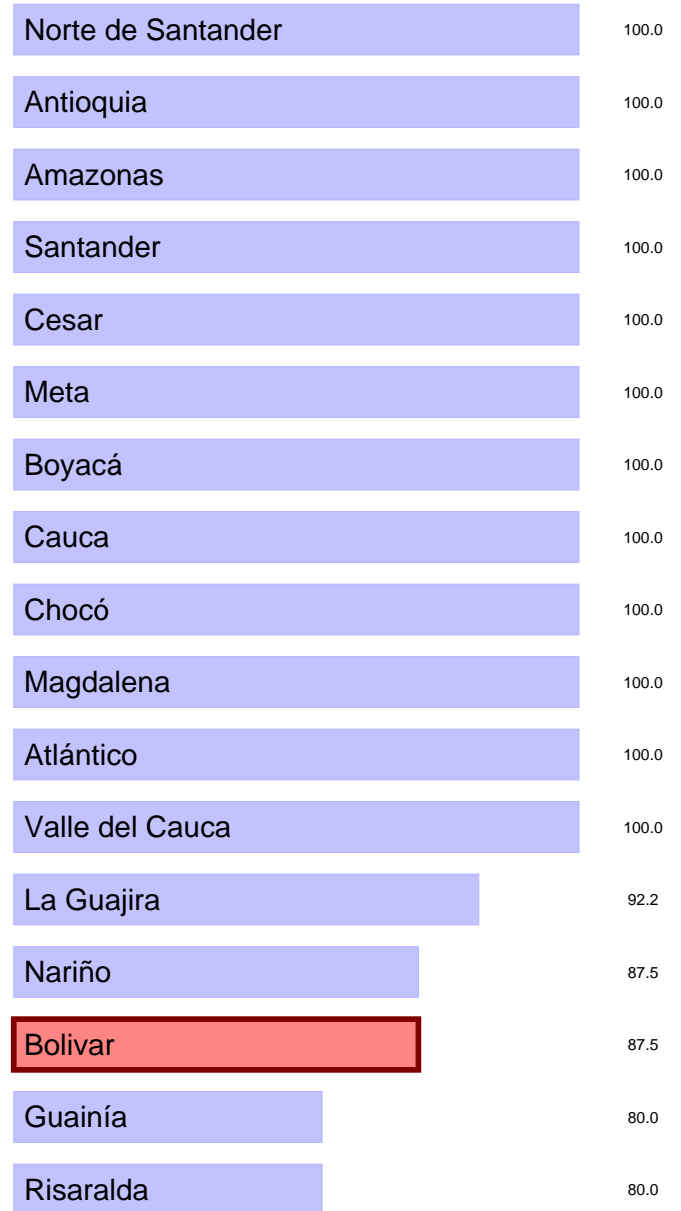 Norte de Santander 100.0
Antioquia 100.0
Amazonas 100.0
Santander 100.0
Cesar 100.0
Meta 100.0
Boyacá 100.0
Cauca 100.0
Chocó 100.0
Magdalena 100.0
Atlántico 100.0
Valle del Cauca 100.0
La Guajira 92.2
Nariño 87.5
Bolivar 87.5
Guainía 80.0
Risaralda 80.0